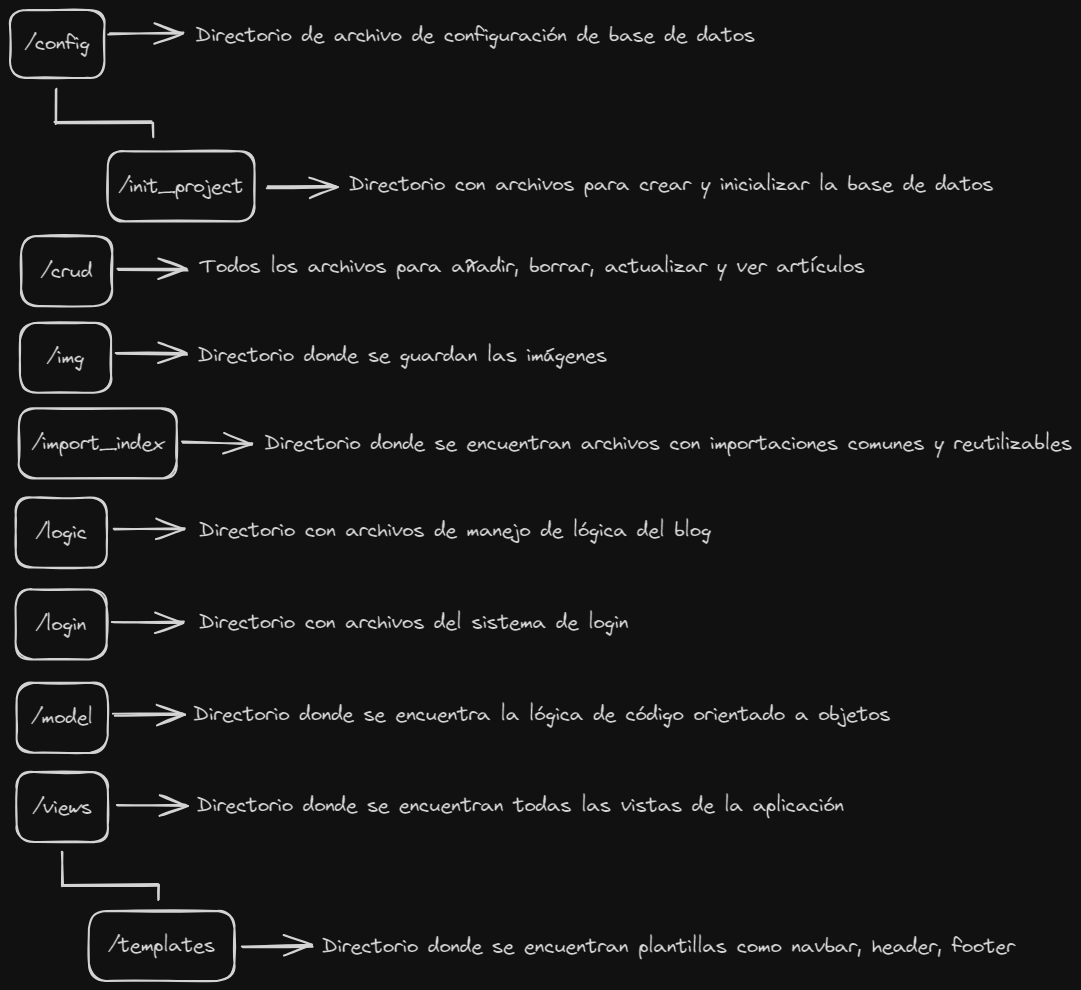 /config
Directorio de archivo de configuración de base de datos
/init_project
Directorio con archivos para crear y inicializar la base de datos
/crud
Todos los archivos para añadir, borrar, actualizar y ver artículos
/img
Directorio donde se guardan las imágenes
/import_index
Directorio donde se encuentran archivos con importaciones comunes y reutilizables
/logic
Directorio con archivos de manejo de lógica del blog
/login
Directorio con archivos del sistema de login
/model
Directorio donde se encuentra la lógica de código orientado a objetos
/views
Directorio donde se encuentran todas las vistas de la aplicación
/templates
Directorio donde se encuentran plantillas como navbar, header, footer